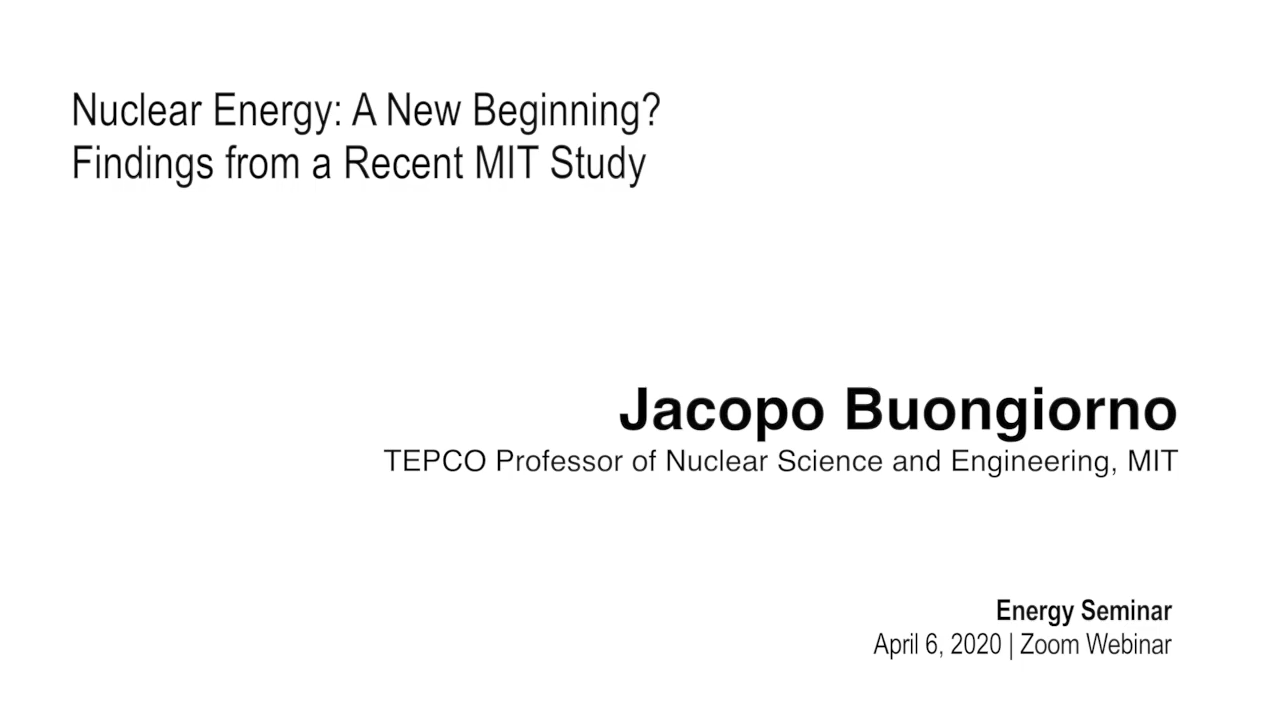 Nuclear Energy: A New Beginning?
Findings from a Recent MIT Study
Jacopo Buongiorno
TEPCO Professor of Nuclear Science and Engineering, MIT
Energy Seminar
April 6, 2020 | Zoom Webinar